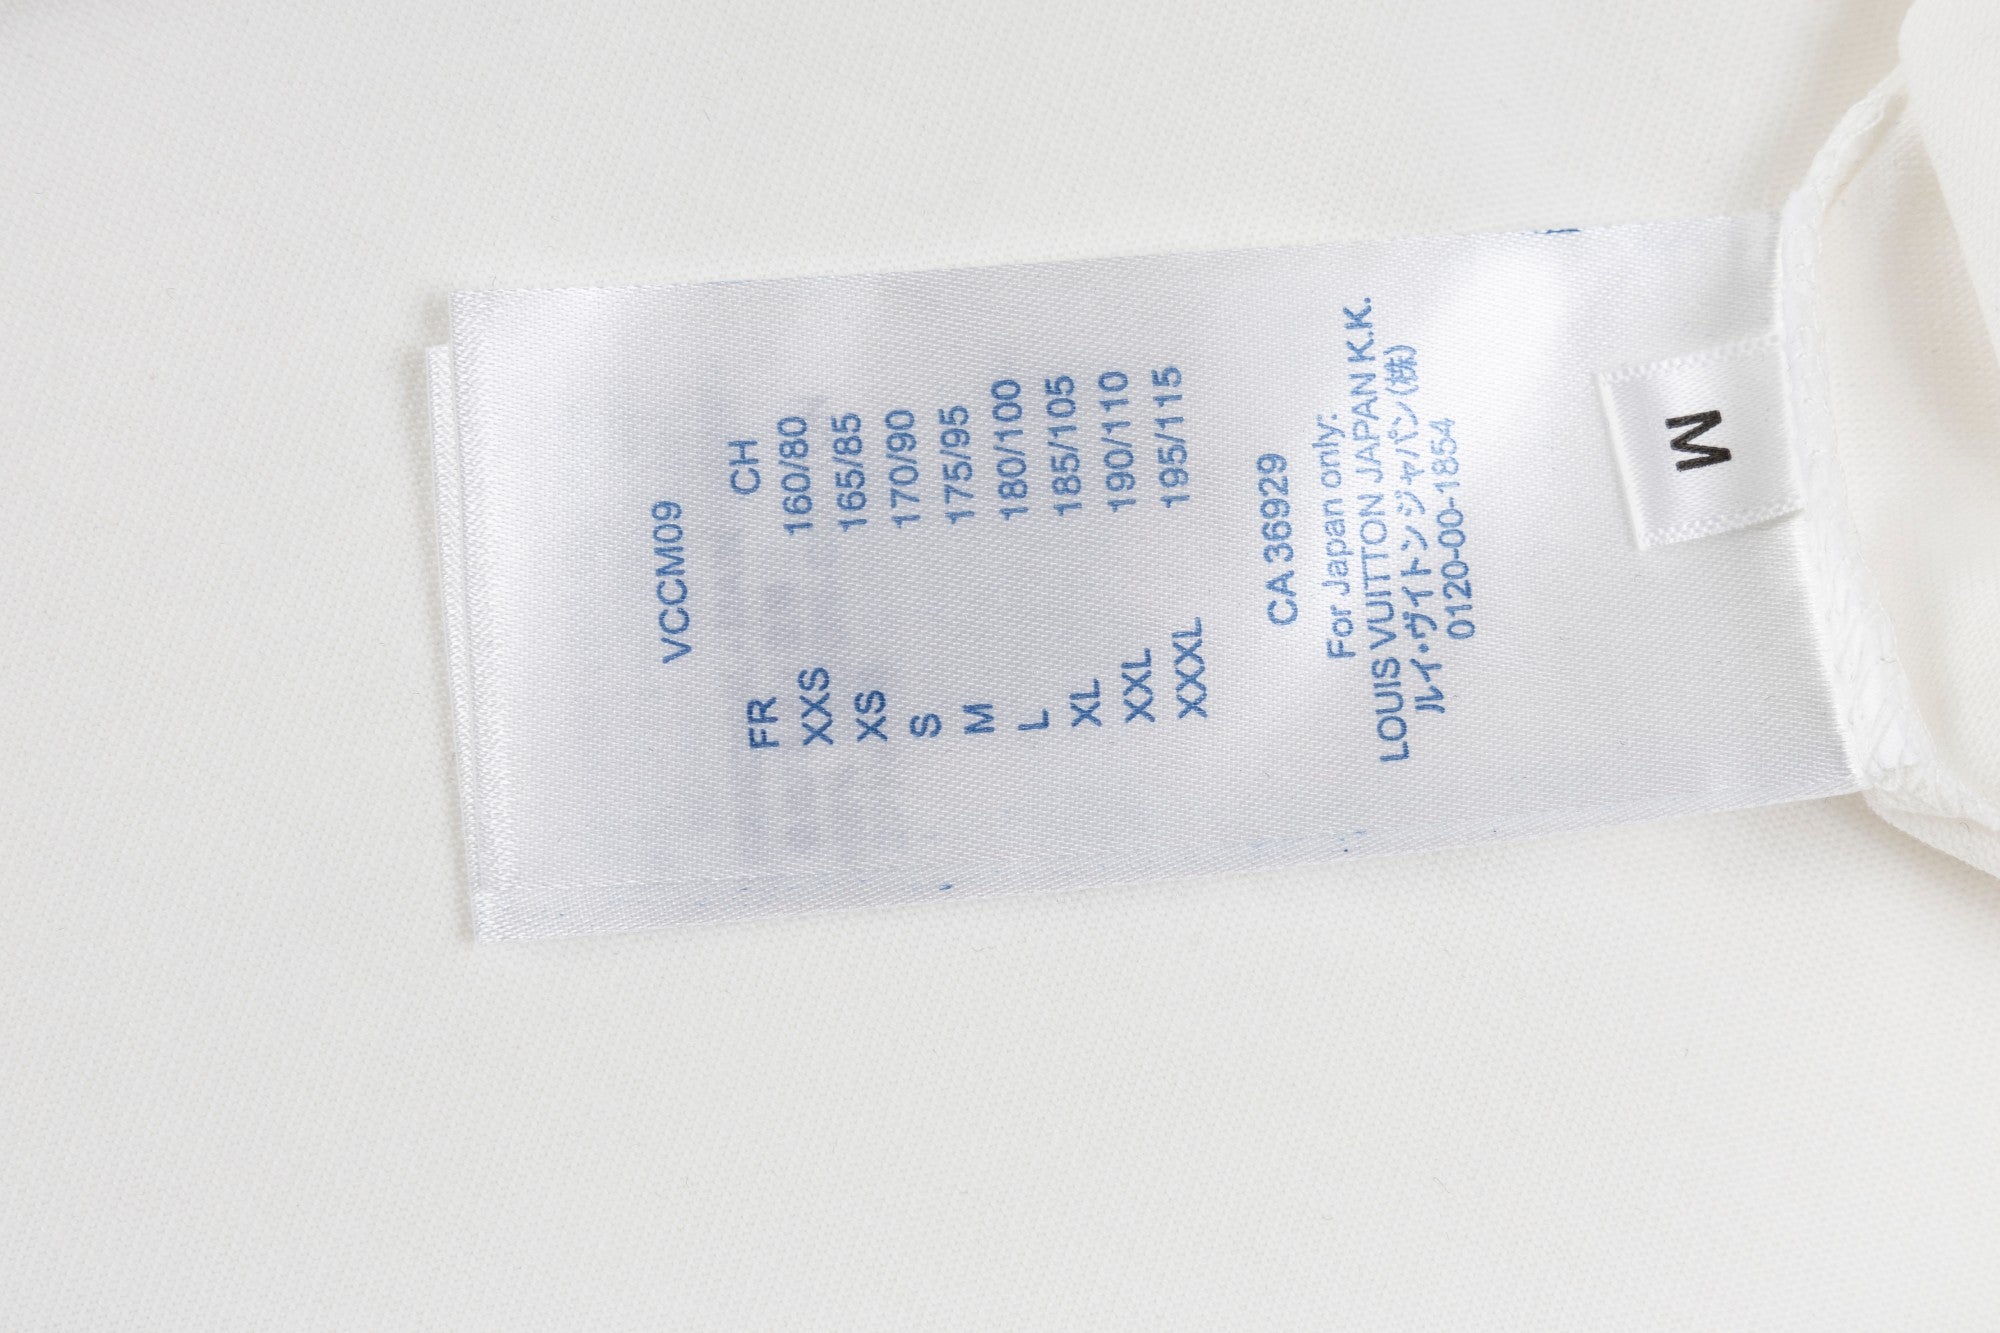 VCCM09
FR CH
XXS 160/80
XS 165/85
S 170/90
M 175/95
L 180/100
XL 185/105
XXL 190/110
XXXL 195/115
CA 36929
For Japan only:
LOUIS VUITTON JAPAN K.K.
ルイ・ヴィトンジャパン(株)
0120-00-1854
M